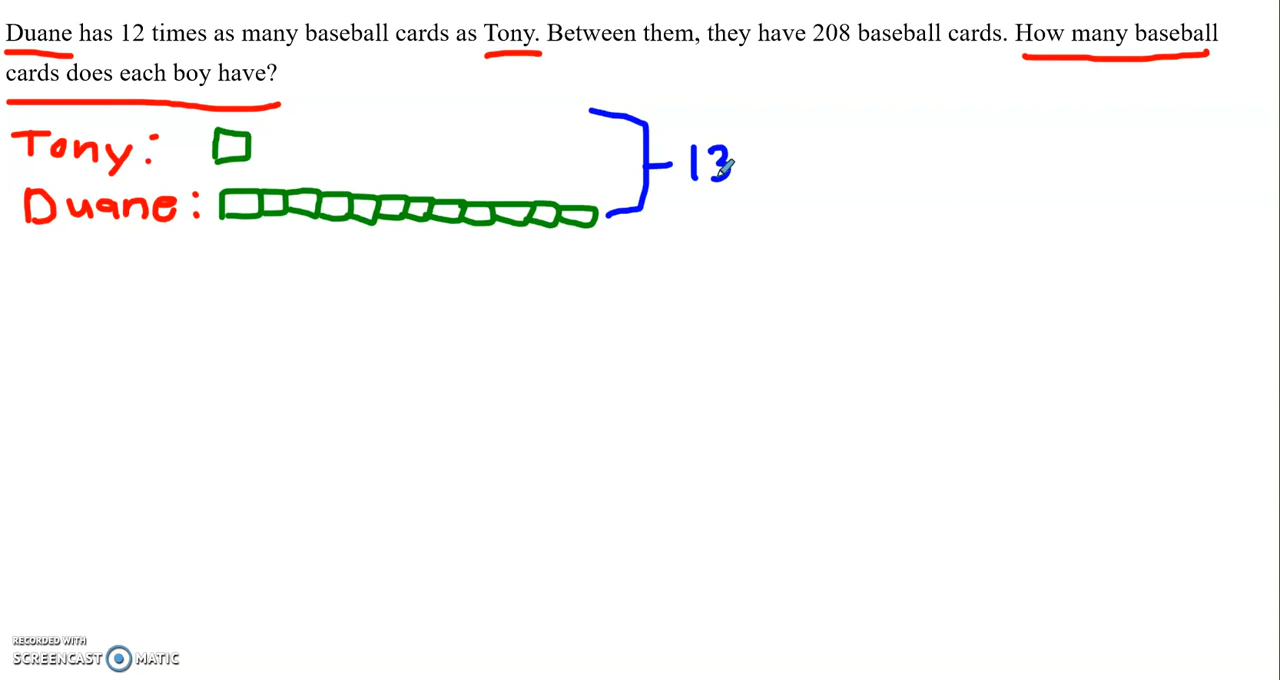 Duane has 12 times as many baseball cards as Tony. Between them, they have 208 baseball cards. How many baseball
cards does each boy have?
Tony:
13
Duane:
RECORDED WITH
SCREENCAST MATIC